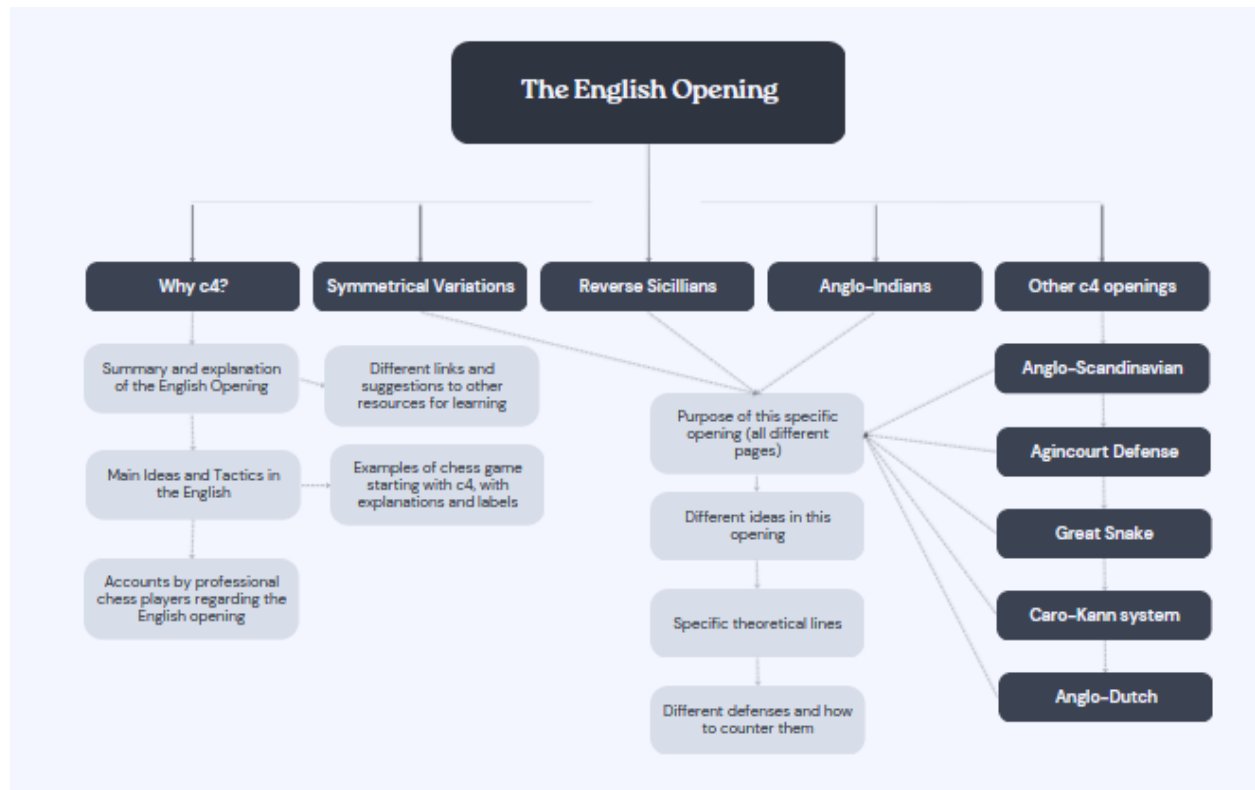 The English Opening
Why c4?
Symmetrical Variations
Reverse Sicillians
Anglo-Indians
Other c4 openings
Summary and explanation
of the English Opening
Different links and
suggestions to other
resources for learning
Main Ideas and Tactics in
the English
Examples of chess game
starting with c4, with
explanations and labels
Accounts by professional
chess players regarding the
English opening
Purpose of this specific
opening (all different
pages)
Different ideas in this
opening
Specific theoretical lines
Different defenses and how
to counter them
Anglo-Scandinavian
Agincourt Defense
Great Snake
Caro-Kann system
Anglo-Dutch